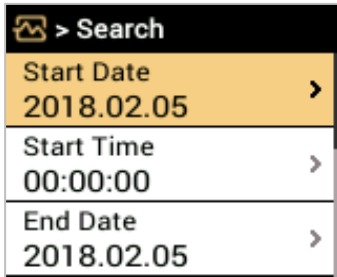 > Search
Start Date
2018.02.05
Start Time
00:00:00
End Date
2018.02.05